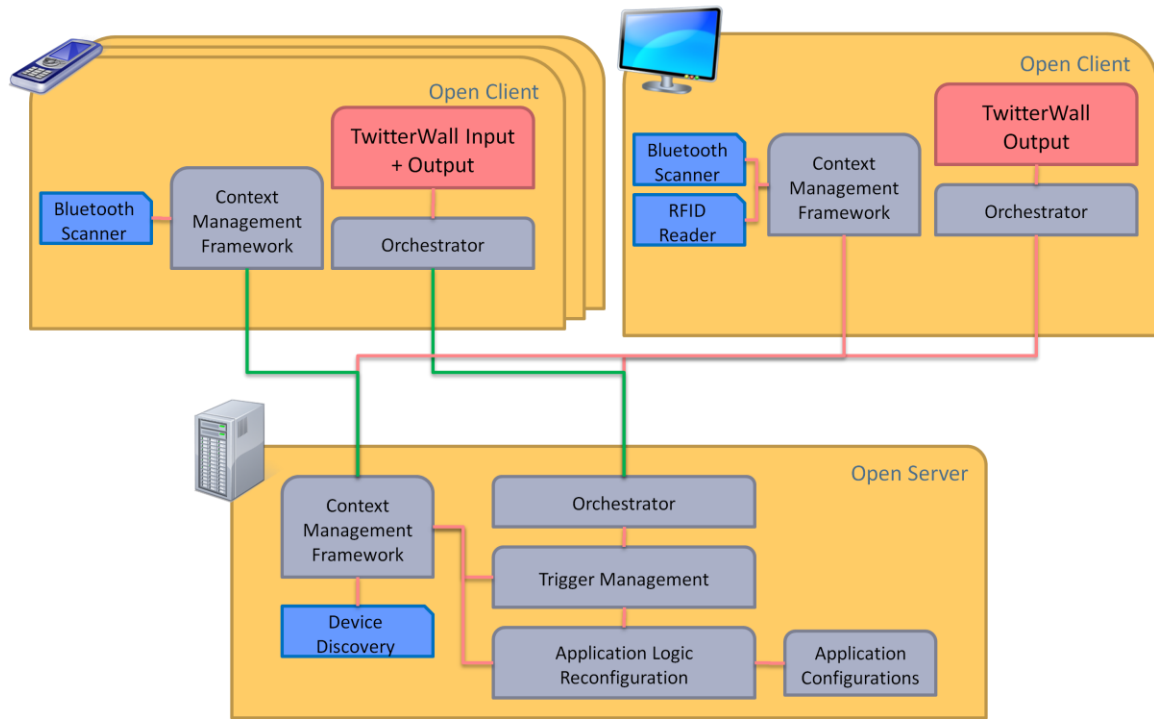 Open Client
TwitterWall Input
+ Output
Context
Management
Framework
Bluetooth
Scanner
Orchestrator
Open Client
TwitterWall
Output
Bluetooth
Scanner
RFID
Reader
Context
Management
Framework
Orchestrator
Open Server
Context
Management
Framework
Orchestrator
Trigger Management
Device
Discovery
Application Logic
Reconfiguration
Application
Configurations